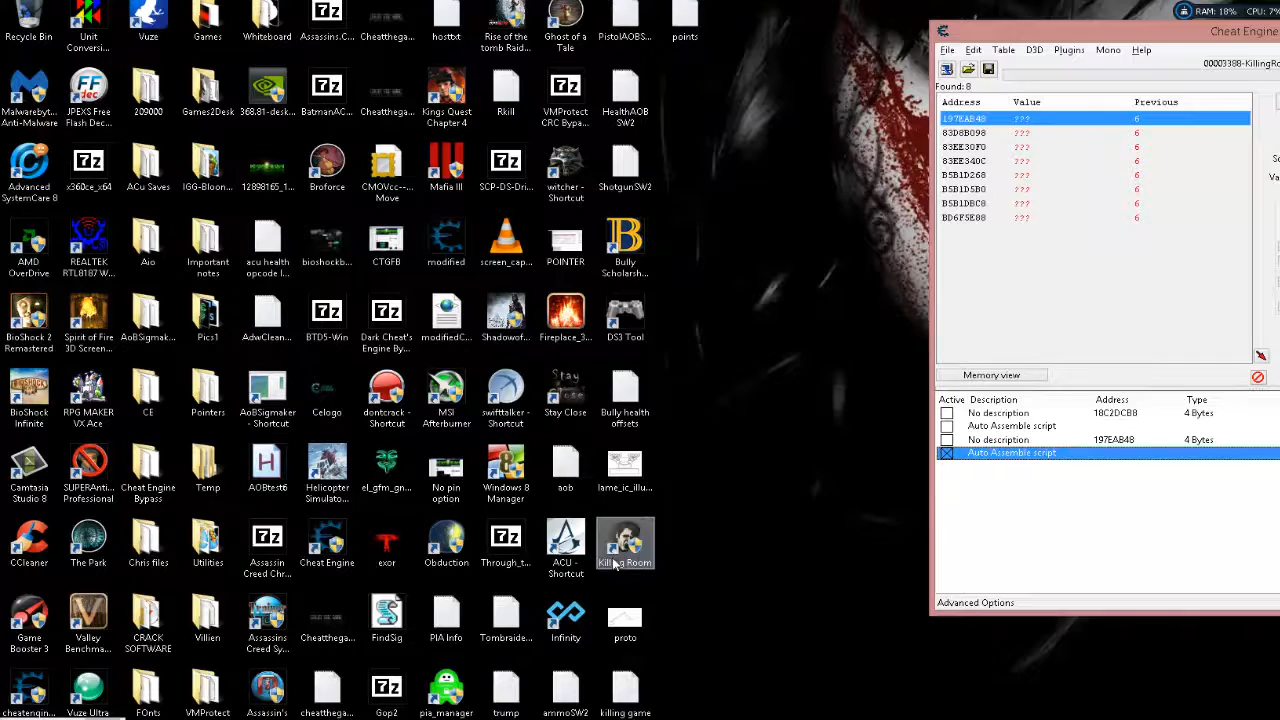 RAM: 18% CPU: 7%
Recycle Bin
Unit Conversi...
Vuze
Games
Whiteboard
Assassins.C...
Cheatthega...
hosttxt
Rise of the tomb Raid...
Ghost of a Tale
PistolAOBS...
points
Malwareby... Anti-Malware
JPEXS Free Flash Dec...
209000
Games2Desk
368.81-desk...
BatmanAC...
Cheatthega...
Kings Quest Chapter 4
Rkill
VMProtect CRC Bypa...
HealthAOB SW2
Advanced SystemCare 8
x360ce_x64
ACu Saves
IGG-Bloon...
12898165_1...
Broforce
CMOVcc--... Move
Mafia III
SCP-DS-Dri...
witcher - Shortcut
ShotgunSW2
AMD OverDrive
REALTEK RTL8187 W...
Aio
Important notes
acu health opcode l...
bioshockb...
CTGFB
modified
screen_cap...
POINTER
Bully Scholarsh...
BioShock 2 Remastered
Spirit of Fire 3D Screen...
AoBSigmak...
Pics1
AdwClean...
BTD5-Win
Dark Cheat's Engine By...
modifiedC...
Shadowof...
Fireplace_3...
DS3 Tool
BioShock Infinite
RPG MAKER VX Ace
CE
Pointers
AoBSigmaker - Shortcut
Celogo
dontcrack - Shortcut
MSI Afterburner
swifttalker - Shortcut
Stay Close
Bully health offsets
Camtasia Studio 8
SUPERAnti... Professional
Cheat Engine Bypass
Temp
AOBtest6
Helicopter Simulato...
el_gfm_gn...
No pin option
Windows 8 Manager
aob
lame_ic_illu...
CCleaner
The Park
Chris files
Utilities
Assassin Creed Chr...
Cheat Engine
exor
Obduction
Through_t...
ACU - Shortcut
Killing Room
Game Booster 3
Valley Benchma...
CRACK SOFTWARE
Villien
Assassins Creed Sy...
Cheatthega...
FindSig
PIA Info
Tombraide...
Infinity
proto
cheatengin...
Vuze Ultra
FOnts
VMProtect
Assassin's
cheatthega...
Gop2
pia_manager
trump
ammoSW2
killing game
Cheat Engine
File Edit Table D3D Plugins Mono Help
00003388-KillingRo
Found: 8
Address Value Previous
197EAB48 ??? 6
83D8B098 ??? 6
83EE30F0 ??? 6
83EE340C ??? 6
B5B1D268 ??? 6
B5B1D5B0 ??? 6
B5B1DBC8 ??? 6
BD6F5E88 ??? 6
Memory view
Active Description Address Type
No description 18C2DCB8 4 Bytes
Auto Assemble script
No description 197EAB48 4 Bytes
Auto Assemble script
Advanced Options